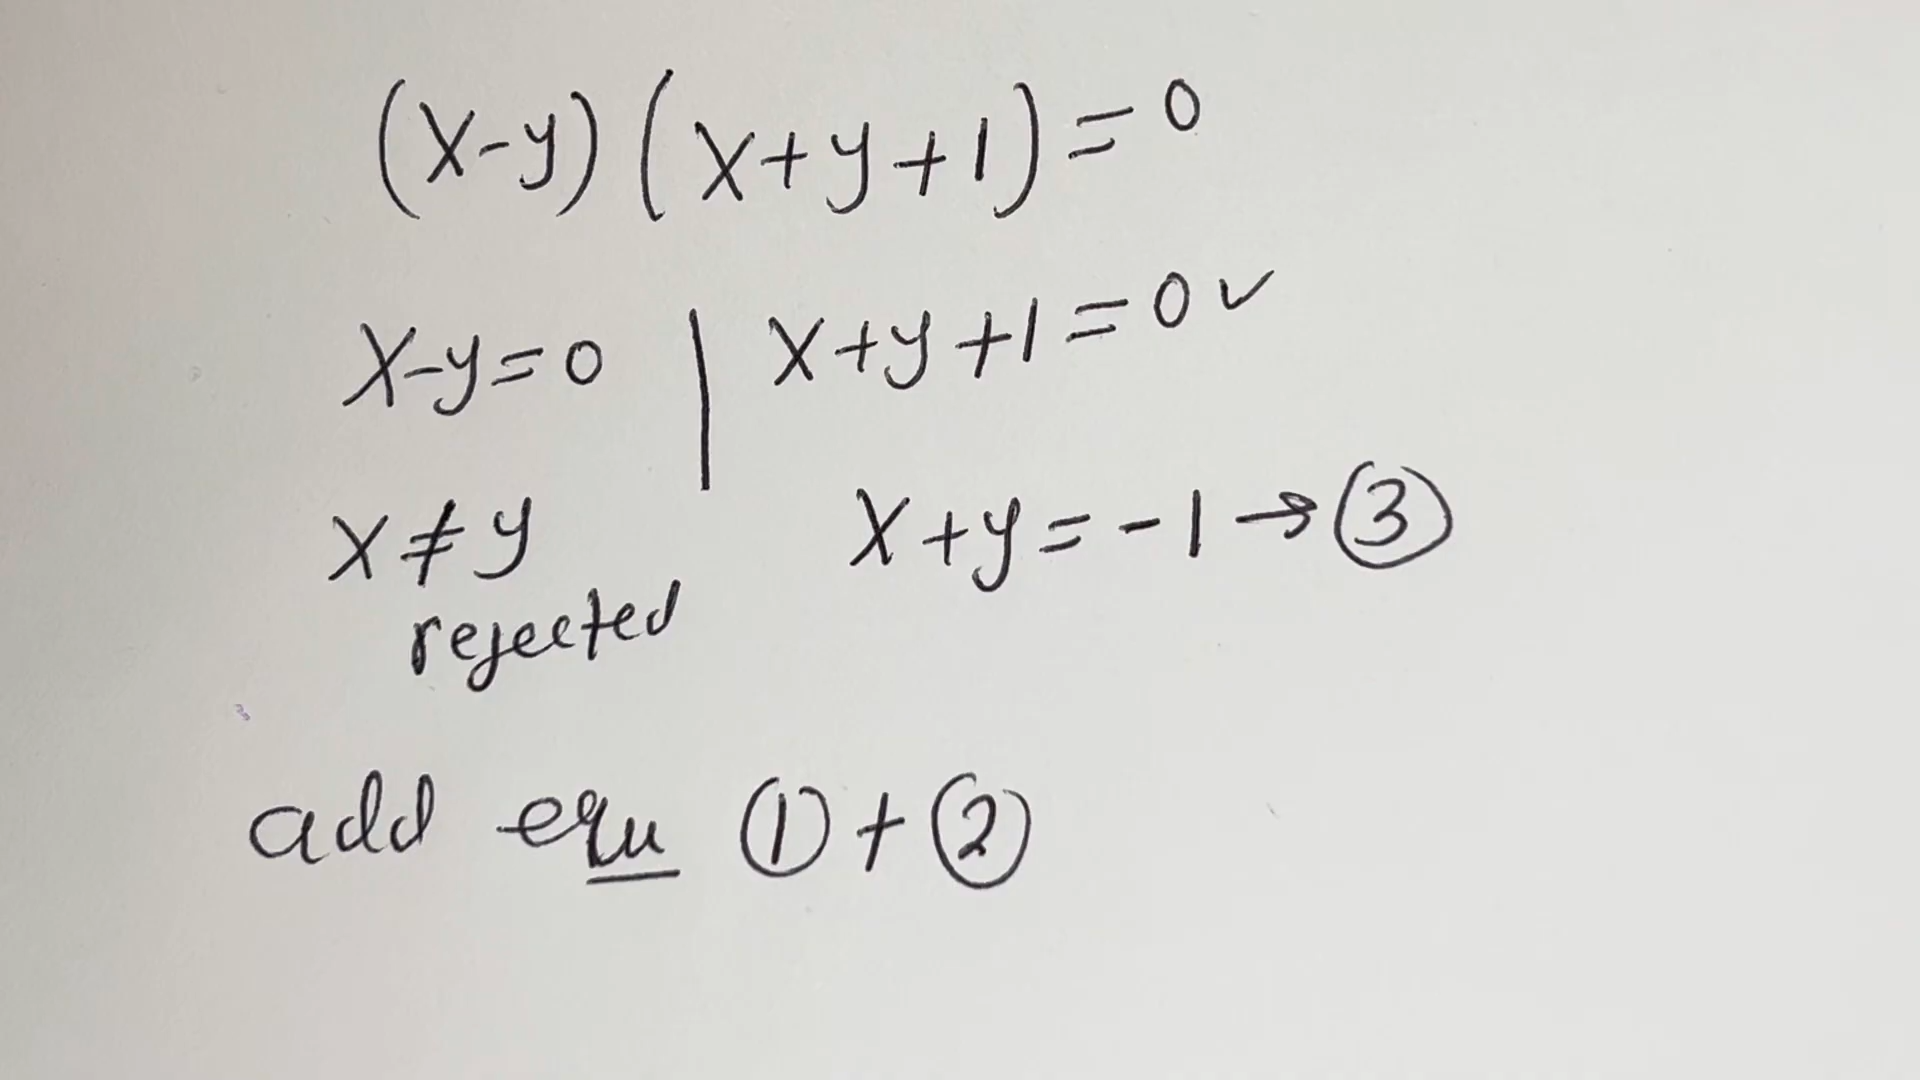 (x-y) (x+y+1)=0
x-y=0 | x+y+1=0 ✓
x≠y x+y=-1→③
rejected
add equ ①+②